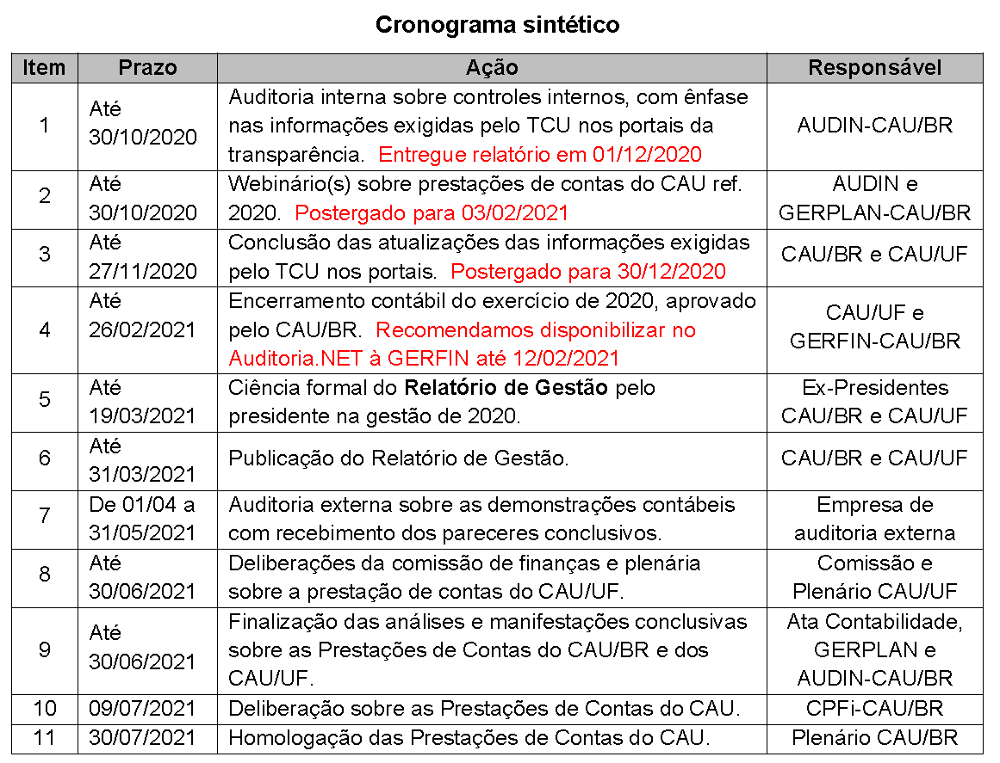 Cronograma sintético
Item Prazo Ação Responsável
1
Até
30/10/2020
Auditoria interna sobre controles internos, com ênfase
nas informações exigidas pelo TCU nos portais da
transparência. Entregue relatório em 01/12/2020
AUDIN-CAU/BR
2
Até
30/10/2020
Webinário(s) sobre prestações de contas do CAU ref.
2020. Postergado para 03/02/2021
AUDIN e
GERPLAN-CAU/BR
3
Até
27/11/2020
Conclusão das atualizações das informações exigidas
pelo TCU nos portais. Postergado para 30/12/2020
CAU/BR e CAU/UF
4
Até
26/02/2021
Encerramento contábil do exercício de 2020, aprovado
pelo CAU/BR. Recomendamos disponibilizar no
Auditoria.NET à GERFIN até 12/02/2021
CAU/UF e
GERFIN-CAU/BR
5
Até
19/03/2021
Ciência formal do Relatório de Gestão pelo
presidente na gestão de 2020.
Ex-Presidentes
CAU/BR e CAU/UF
6
Até
31/03/2021
Publicação do Relatório de Gestão.
CAU/BR e CAU/UF
7
De 01/04 a
31/05/2021
Auditoria externa sobre as demonstrações contábeis
com recebimento dos pareceres conclusivos.
Empresa de
auditoria externa
8
Até
30/06/2021
Deliberações da comissão de finanças e plenária
sobre a prestação de contas do CAU/UF.
Comissão e
Plenário CAU/UF
9
Até
30/06/2021
Finalização das análises e manifestações conclusivas
sobre as Prestações de Contas do CAU/BR e dos
CAU/UF.
Ata Contabilidade,
GERPLAN e
AUDIN-CAU/BR
10 09/07/2021 Deliberação sobre as Prestações de Contas do CAU. CPFi-CAU/BR
11 30/07/2021 Homologação das Prestações de Contas do CAU. Plenário CAU/BR